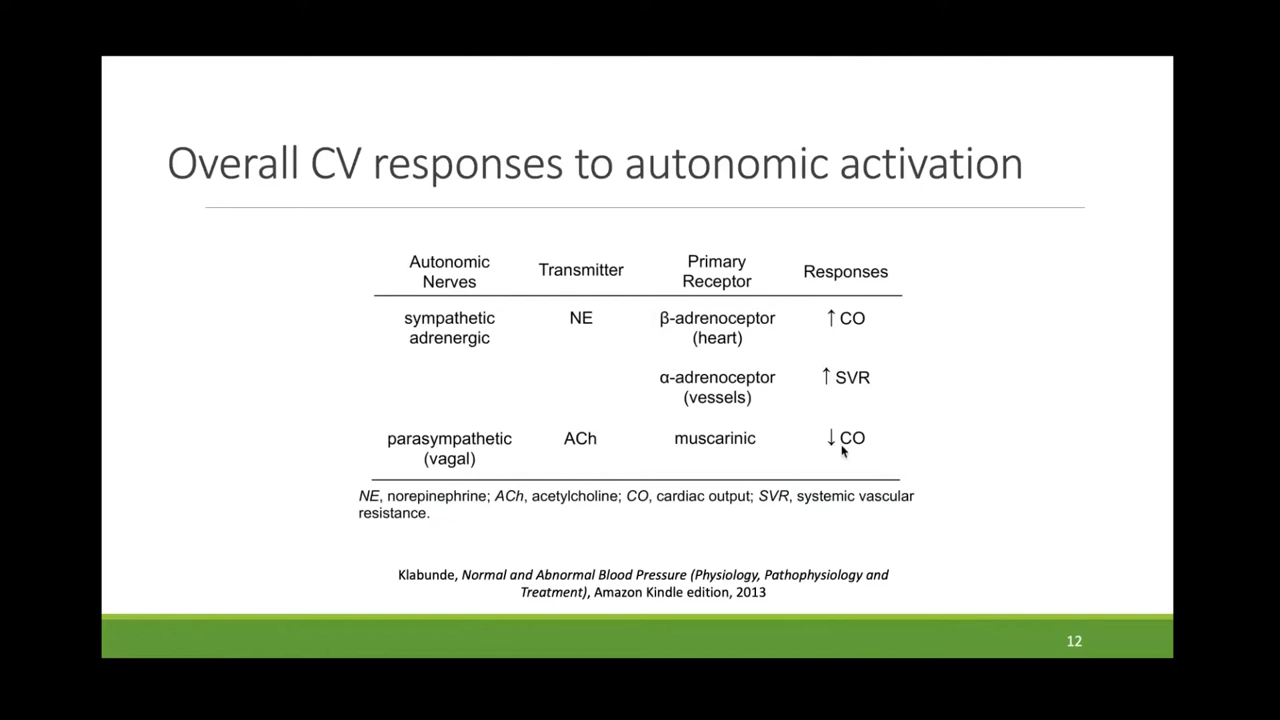 Overall CV responses to autonomic activation
Autonomic Nerves Transmitter Primary Receptor Responses
sympathetic adrenergic NE β-adrenoceptor (heart) ↑ CO
α-adrenoceptor (vessels) ↑ SVR
parasympathetic (vagal) ACh muscarinic ↓ CO
NE, norepinephrine; ACh, acetylcholine; CO, cardiac output; SVR, systemic vascular
resistance.
Klabunde, Normal and Abnormal Blood Pressure (Physiology, Pathophysiology and
Treatment), Amazon Kindle edition, 2013
12